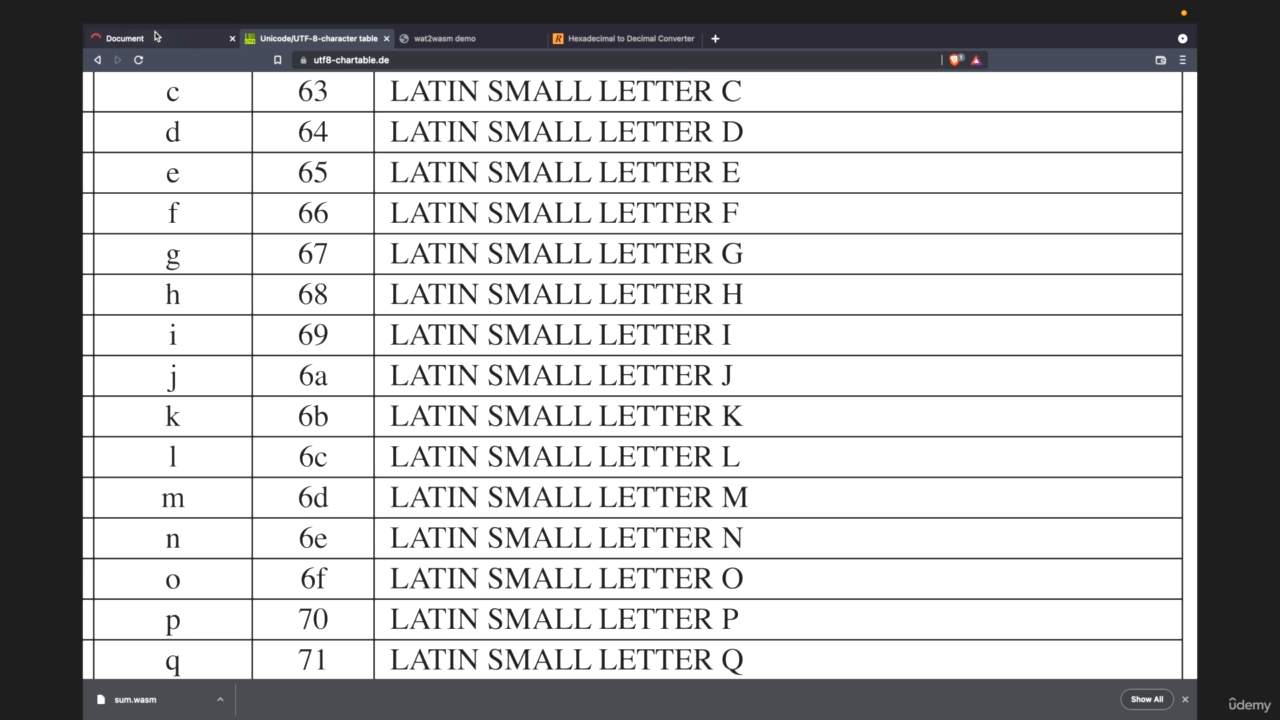 Document
Unicode/UTF-8-character table
wat2wasm demo
Hexadecimal to Decimal Converter
utf8-chartable.de
c 63 LATIN SMALL LETTER C
d 64 LATIN SMALL LETTER D
e 65 LATIN SMALL LETTER E
f 66 LATIN SMALL LETTER F
g 67 LATIN SMALL LETTER G
h 68 LATIN SMALL LETTER H
i 69 LATIN SMALL LETTER I
j 6a LATIN SMALL LETTER J
k 6b LATIN SMALL LETTER K
l 6c LATIN SMALL LETTER L
m 6d LATIN SMALL LETTER M
n 6e LATIN SMALL LETTER N
o 6f LATIN SMALL LETTER O
p 70 LATIN SMALL LETTER P
q 71 LATIN SMALL LETTER Q
sum.wasm
Show All
udemy